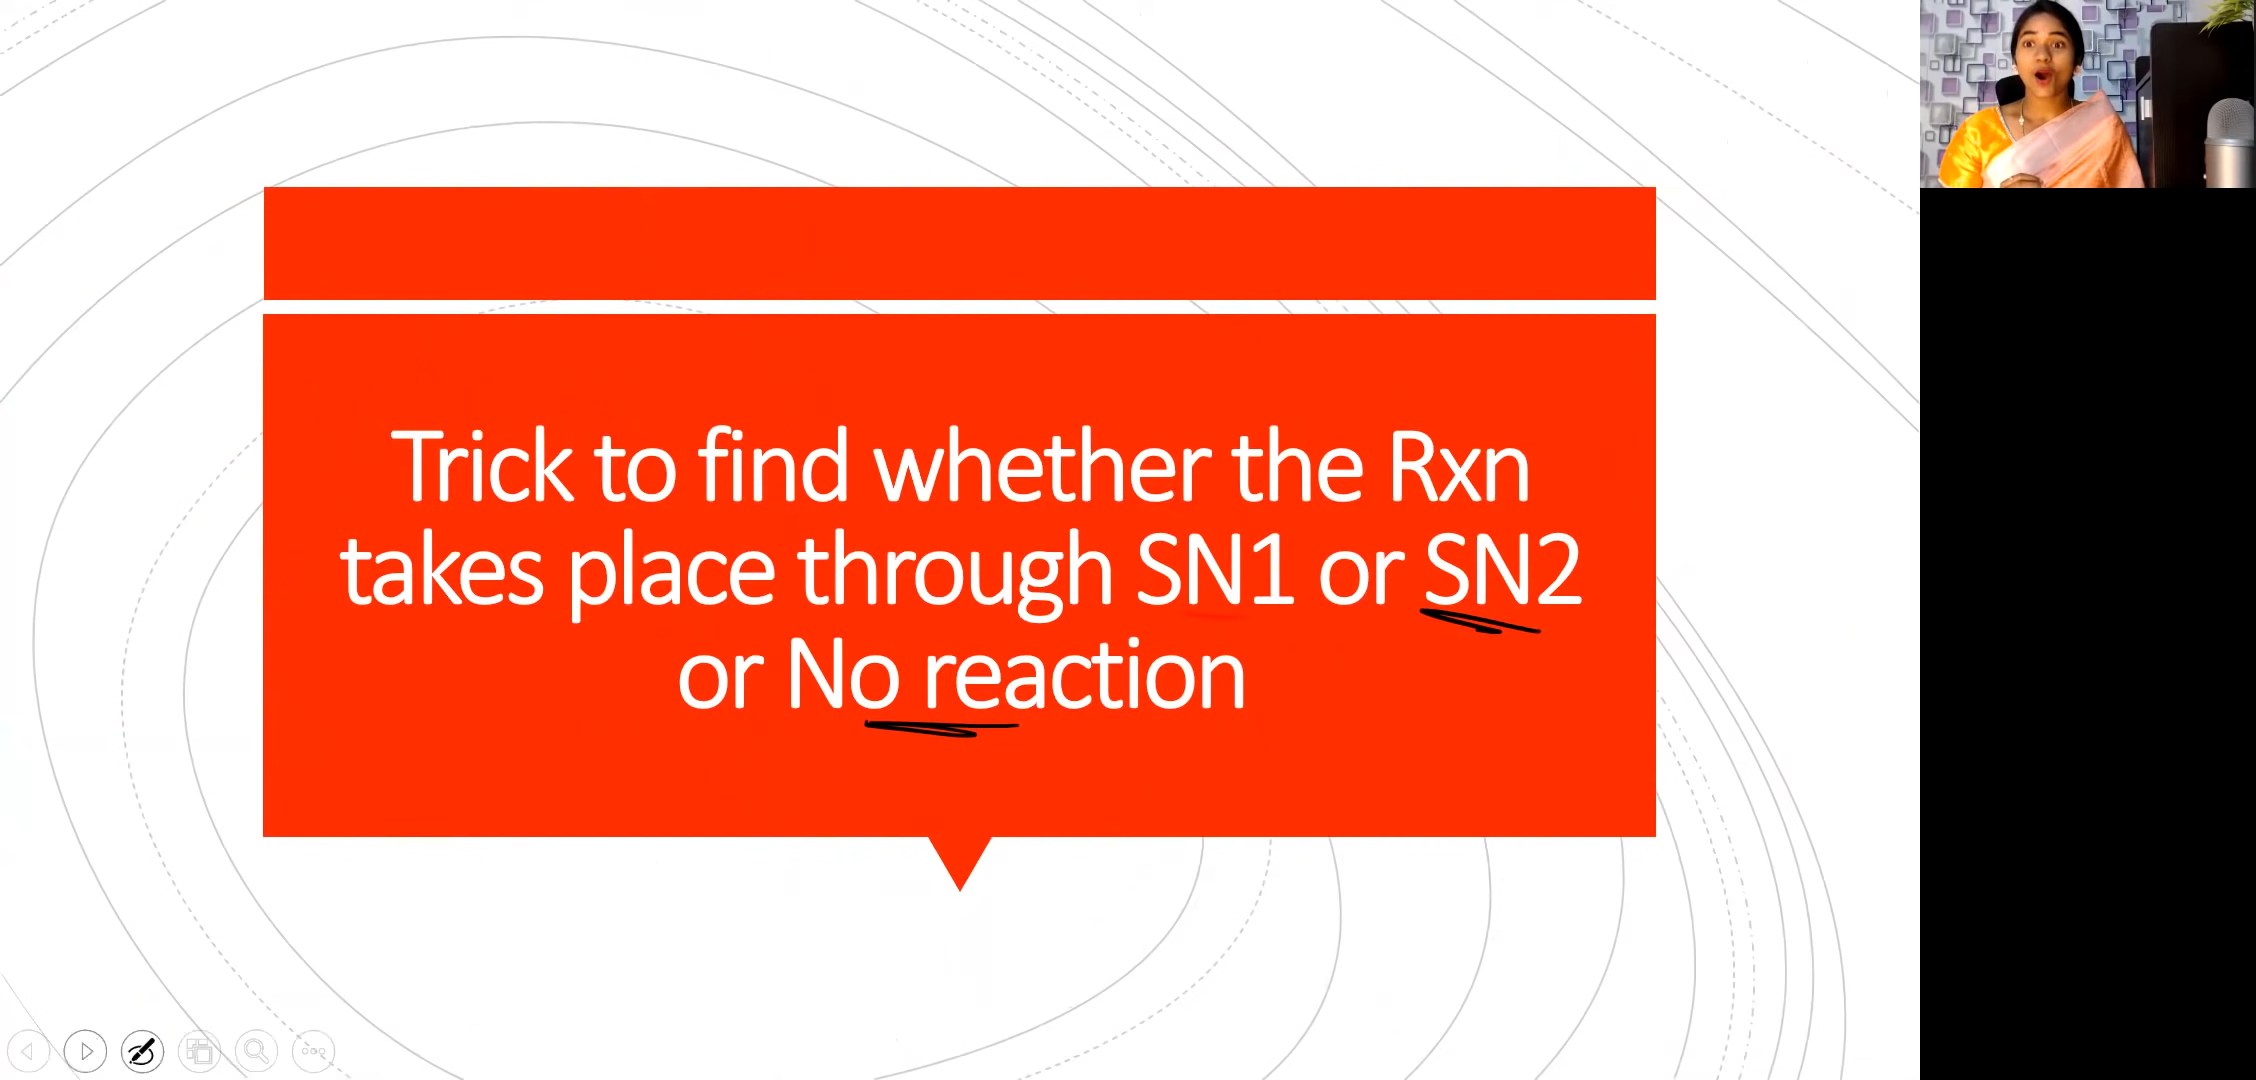 Trick to find whether the Rxn
takes place through SN1 or SN2
or No reaction